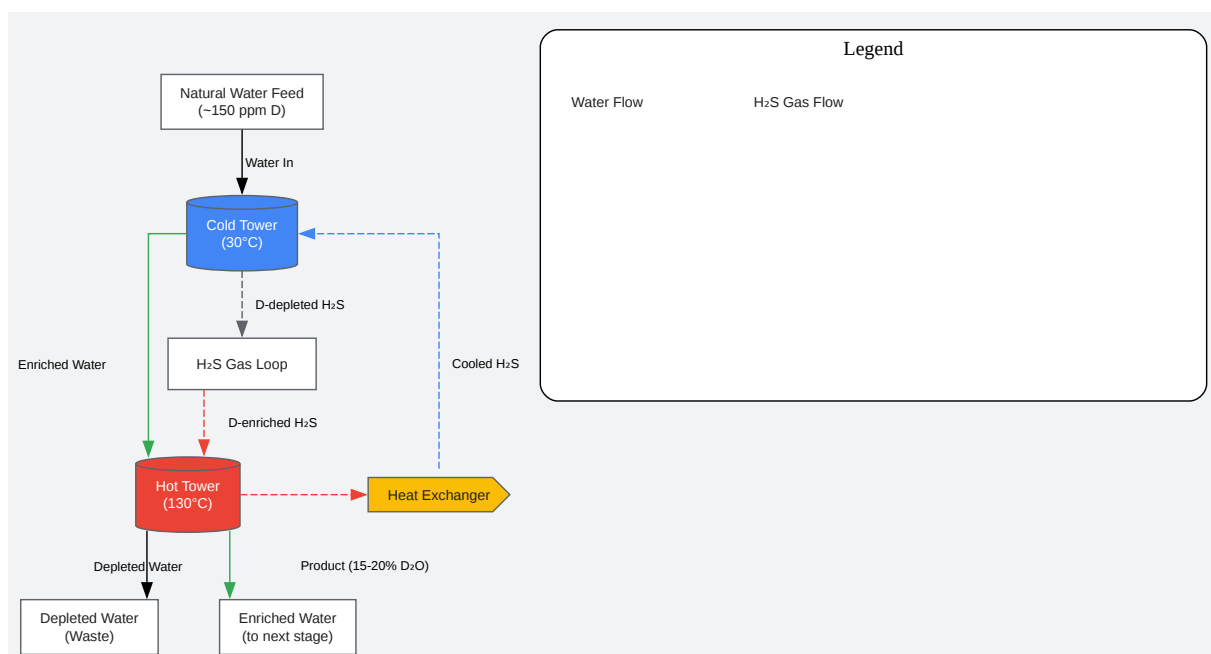 Legend
Water Flow
H₂S Gas Flow
Natural Water Feed
(~150 ppm D)
Water In
Cold Tower
(30°C)
D-depleted H₂S
Enriched Water
H₂S Gas Loop
Cooled H₂S
D-enriched H₂S
Hot Tower
(130°C)
Heat Exchanger
Depleted Water
Product (15-20% D₂O)
Depleted Water
(Waste)
Enriched Water
(to next stage)